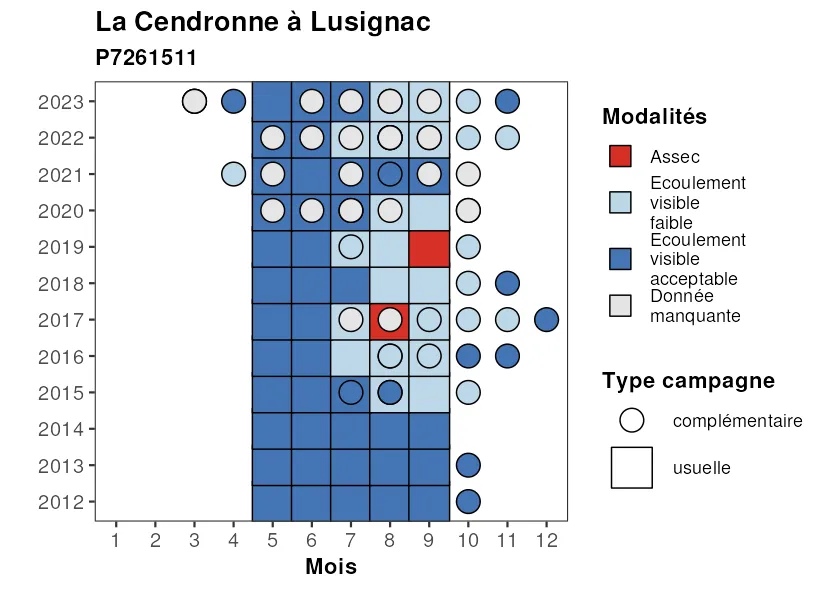 La Cendronne à Lusignac
P7261511
2023
2022
2021
2020
2019
2018
2017
2016
2015
2014
2013
2012
1 2 3 4 5 6 7 8 9 10 11 12
Mois
Modalités
Assec
Ecoulement
visible
faible
Ecoulement
visible
acceptable
Donnée
manquante
Type campagne
complémentaire
usuelle